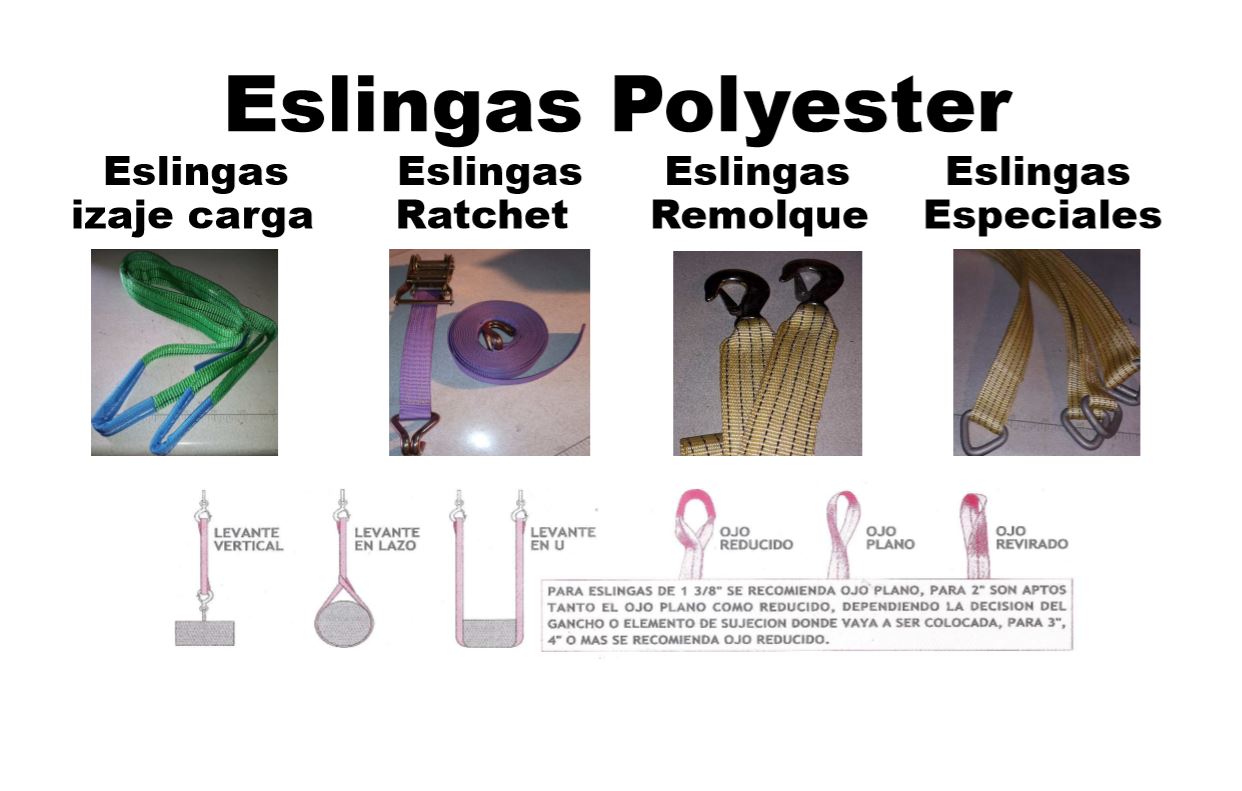 Eslingas Polyester
Eslingas
izaje carga
Eslingas
Ratchet
Eslingas
Remolque
Eslingas
Especiales
LEVANTE
VERTICAL
LEVANTE
EN LAZO
LEVANTE
EN U
OJO
REDUCIDO
OJO
PLANO
OJO
REVIRADO
PARA ESLINGAS DE 1 3/8" SE RECOMIENDA OJO PLANO, PARA 2" SON APTOS
TANTO EL OJO PLANO COMO REDUCIDO, DEPENDIENDO LA DECISION DEL
GANCHO O ELEMENTO DE SUJECION DONDE VAYA A SER COLOCADA, PARA 3",
4" O MAS SE RECOMIENDA OJO REDUCIDO.